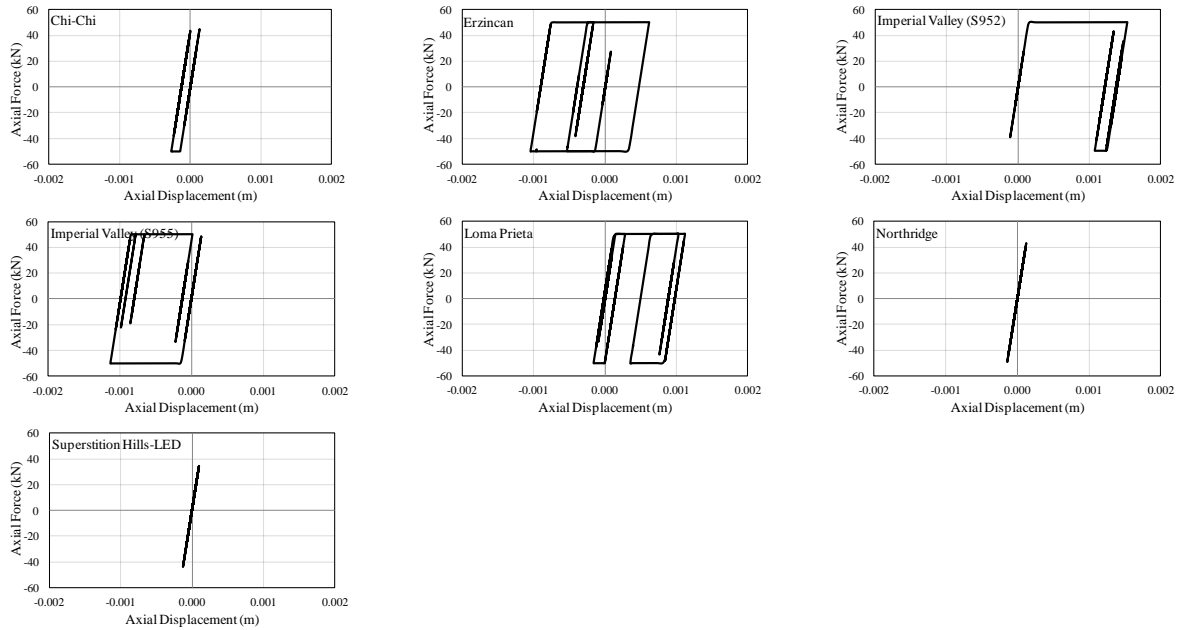 Chi-Chi
60
40
20
0
-20
-40
-60
Axial Force (kN)
-0.002 -0.001 0.000 0.001 0.002
Axial Displacement (m)
Erzincan
60
40
20
0
-20
-40
-60
Axial Force (kN)
-0.002 -0.001 0.000 0.001 0.002
Axial Displacement (m)
Imperial Valley (S952)
60
40
20
0
-20
-40
-60
Axial Force (kN)
-0.002 -0.001 0.000 0.001 0.002
Axial Displacement (m)
Imperial Valley (S955)
60
40
20
0
-20
-40
-60
Axial Force (kN)
-0.002 -0.001 0.000 0.001 0.002
Axial Displacement (m)
Loma Prieta
60
40
20
0
-20
-40
-60
Axial Force (kN)
-0.002 -0.001 0.000 0.001 0.002
Axial Displacement (m)
Northridge
60
40
20
0
-20
-40
-60
Axial Force (kN)
-0.002 -0.001 0.000 0.001 0.002
Axial Displacement (m)
Superstition Hills-LED
60
40
20
0
-20
-40
-60
Axial Force (kN)
-0.002 -0.001 0.000 0.001 0.002
Axial Displacement (m)